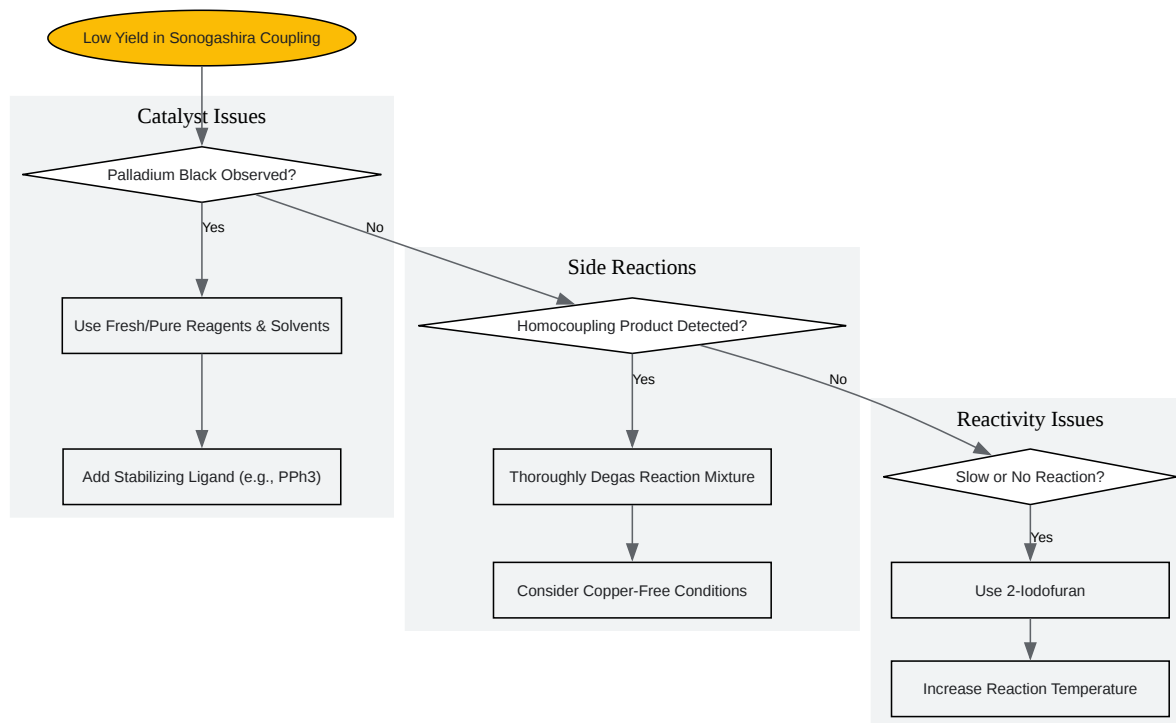 Low Yield in Sonogashira Coupling
Catalyst Issues
Palladium Black Observed?
Yes
No
Use Fresh/Pure Reagents & Solvents
Add Stabilizing Ligand (e.g., PPh3)
Side Reactions
Homocoupling Product Detected?
Yes
No
Thoroughly Degas Reaction Mixture
Consider Copper-Free Conditions
Reactivity Issues
Slow or No Reaction?
Yes
Use 2-Iodofuran
Increase Reaction Temperature